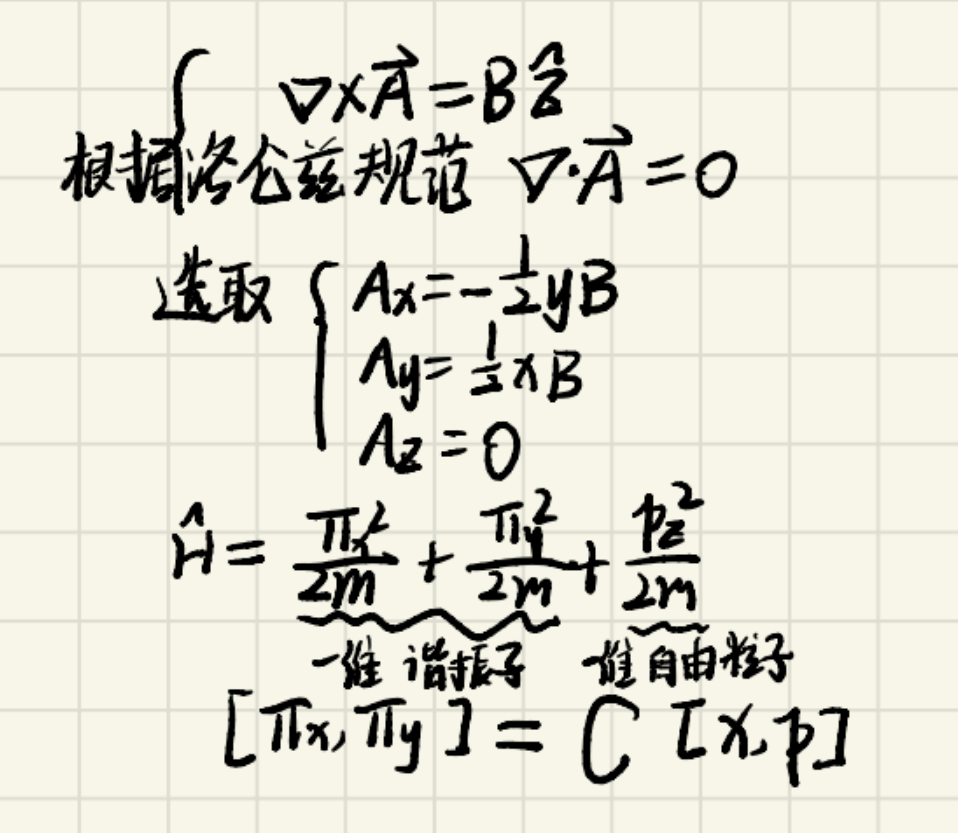 ∇×A⃗ = Bẑ
根据洛仑兹规范 ∇·A⃗ = 0
选取 { Ax = -½yB
Ay = ½xB
Az = 0
Ĥ = πx²/2m + πy²/2m + pz²/2m
一维谐振子 一维自由粒子
[πx, πy] = C [x, p]